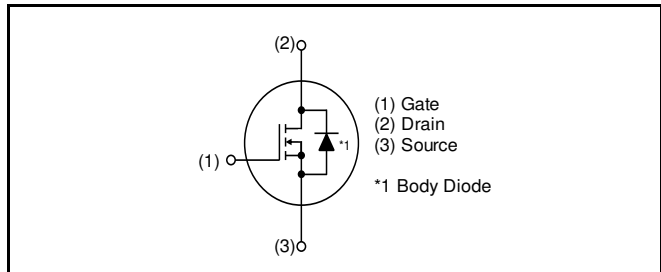 (2)
(1) Gate
(2) Drain
(3) Source
*1
(1)
*1 Body Diode
(3)